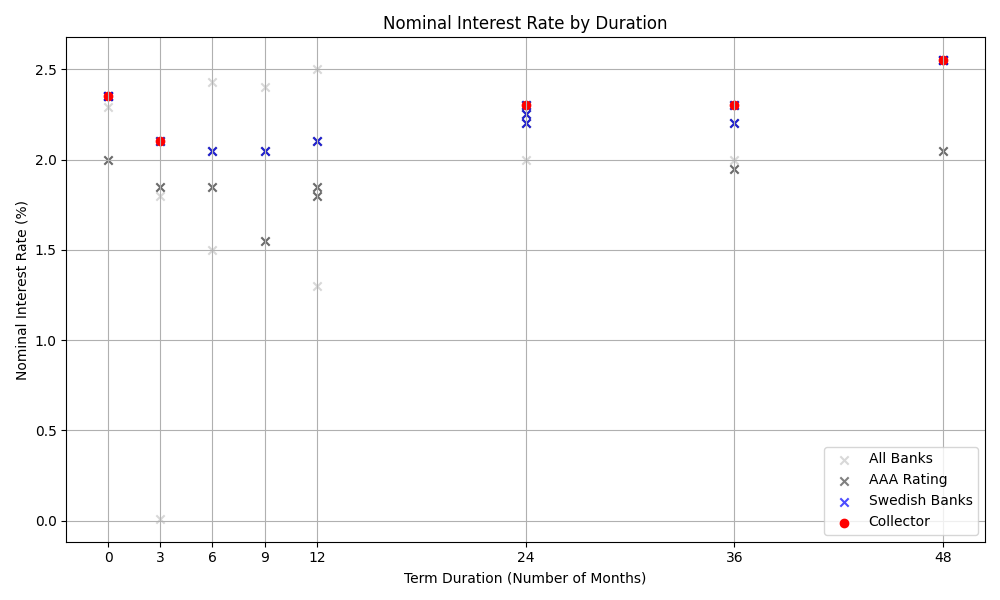 Nominal Interest Rate by Duration
Nominal Interest Rate (%)
2.5
2.0
1.5
1.0
0.5
0.0
All Banks
AAA Rating
Swedish Banks
Collector
0 3 6 9 12 24 36 48
Term Duration (Number of Months)